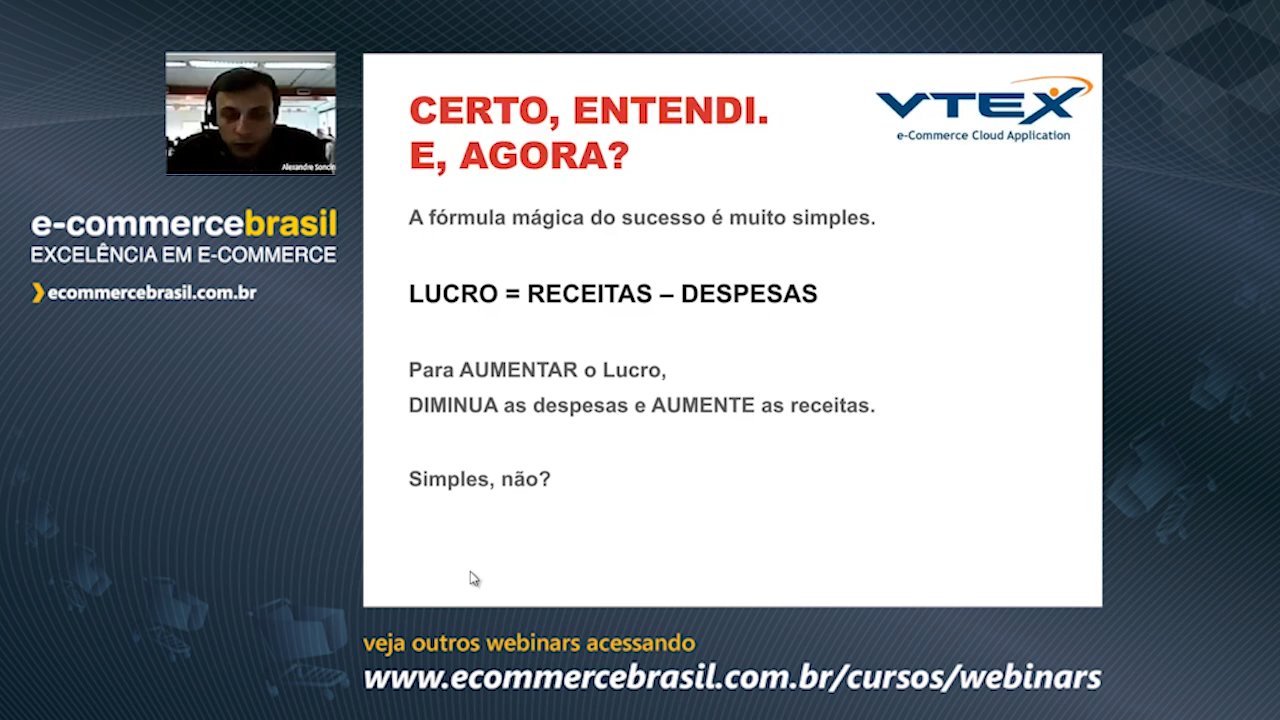 Alexandre Soncin
e-commercebrasil
EXCELÊNCIA EM E-COMMERCE
ecommercebrasil.com.br
CERTO, ENTENDI.
E, AGORA?
VTEX
e-Commerce Cloud Application
A fórmula mágica do sucesso é muito simples.
LUCRO = RECEITAS – DESPESAS
Para AUMENTAR o Lucro,
DIMINUA as despesas e AUMENTE as receitas.
Simples, não?
veja outros webinars acessando
www.ecommercebrasil.com.br/cursos/webinars